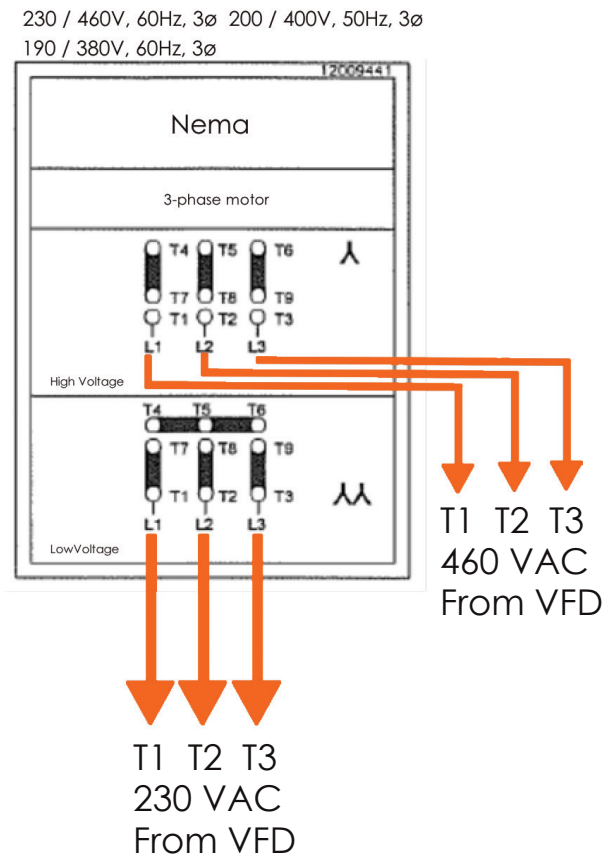 230 / 460V, 60Hz, 3ø 200 / 400V, 50Hz, 3ø
190 / 380V, 60Hz, 3ø
12009441
Nema
3-phase motor
T4 T5 T6
T7 T8 T9
T1 T2 T3
L1 L2 L3
High Voltage
T4 T5 T6
T7 T8 T9
T1 T2 T3
L1 L2 L3
LowVoltage
T1 T2 T3
460 VAC
From VFD
T1 T2 T3
230 VAC
From VFD